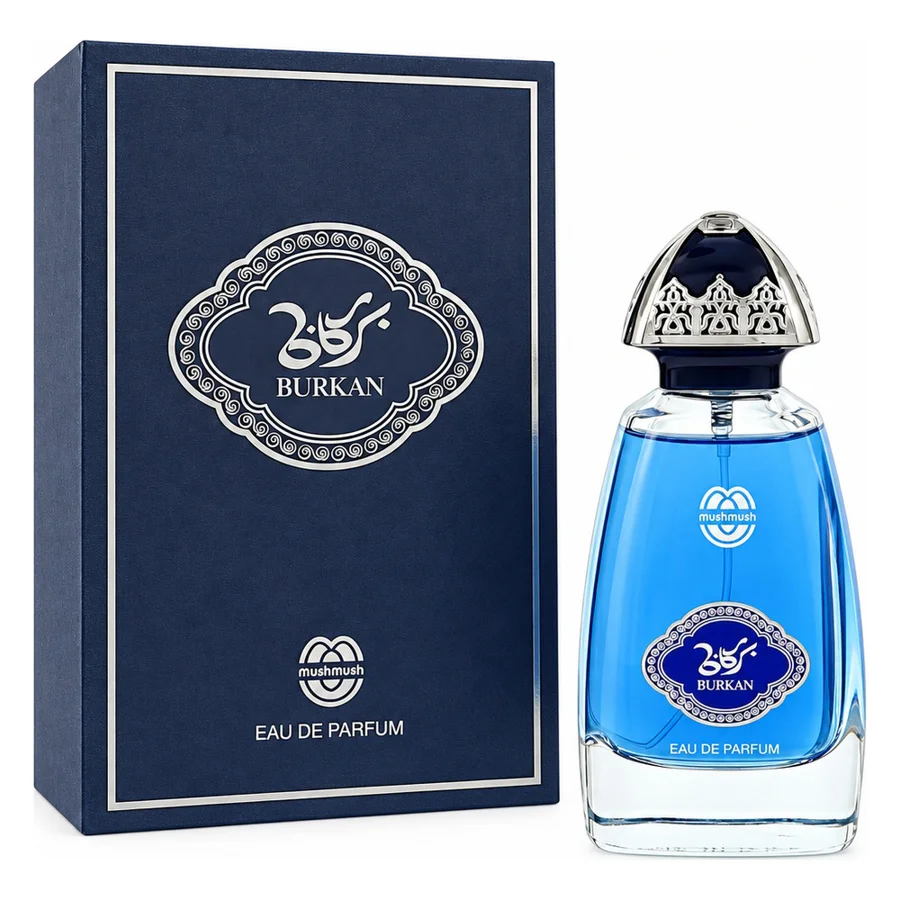 بركان
BURKAN
mushmush
EAU DE PARFUM
mushmush
بركان
BURKAN
EAU DE PARFUM